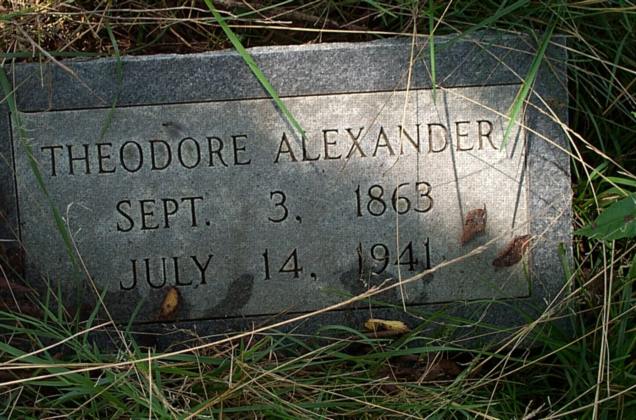 THEODORE ALEXANDER
SEPT. 3, 1863
JULY 14, 1941